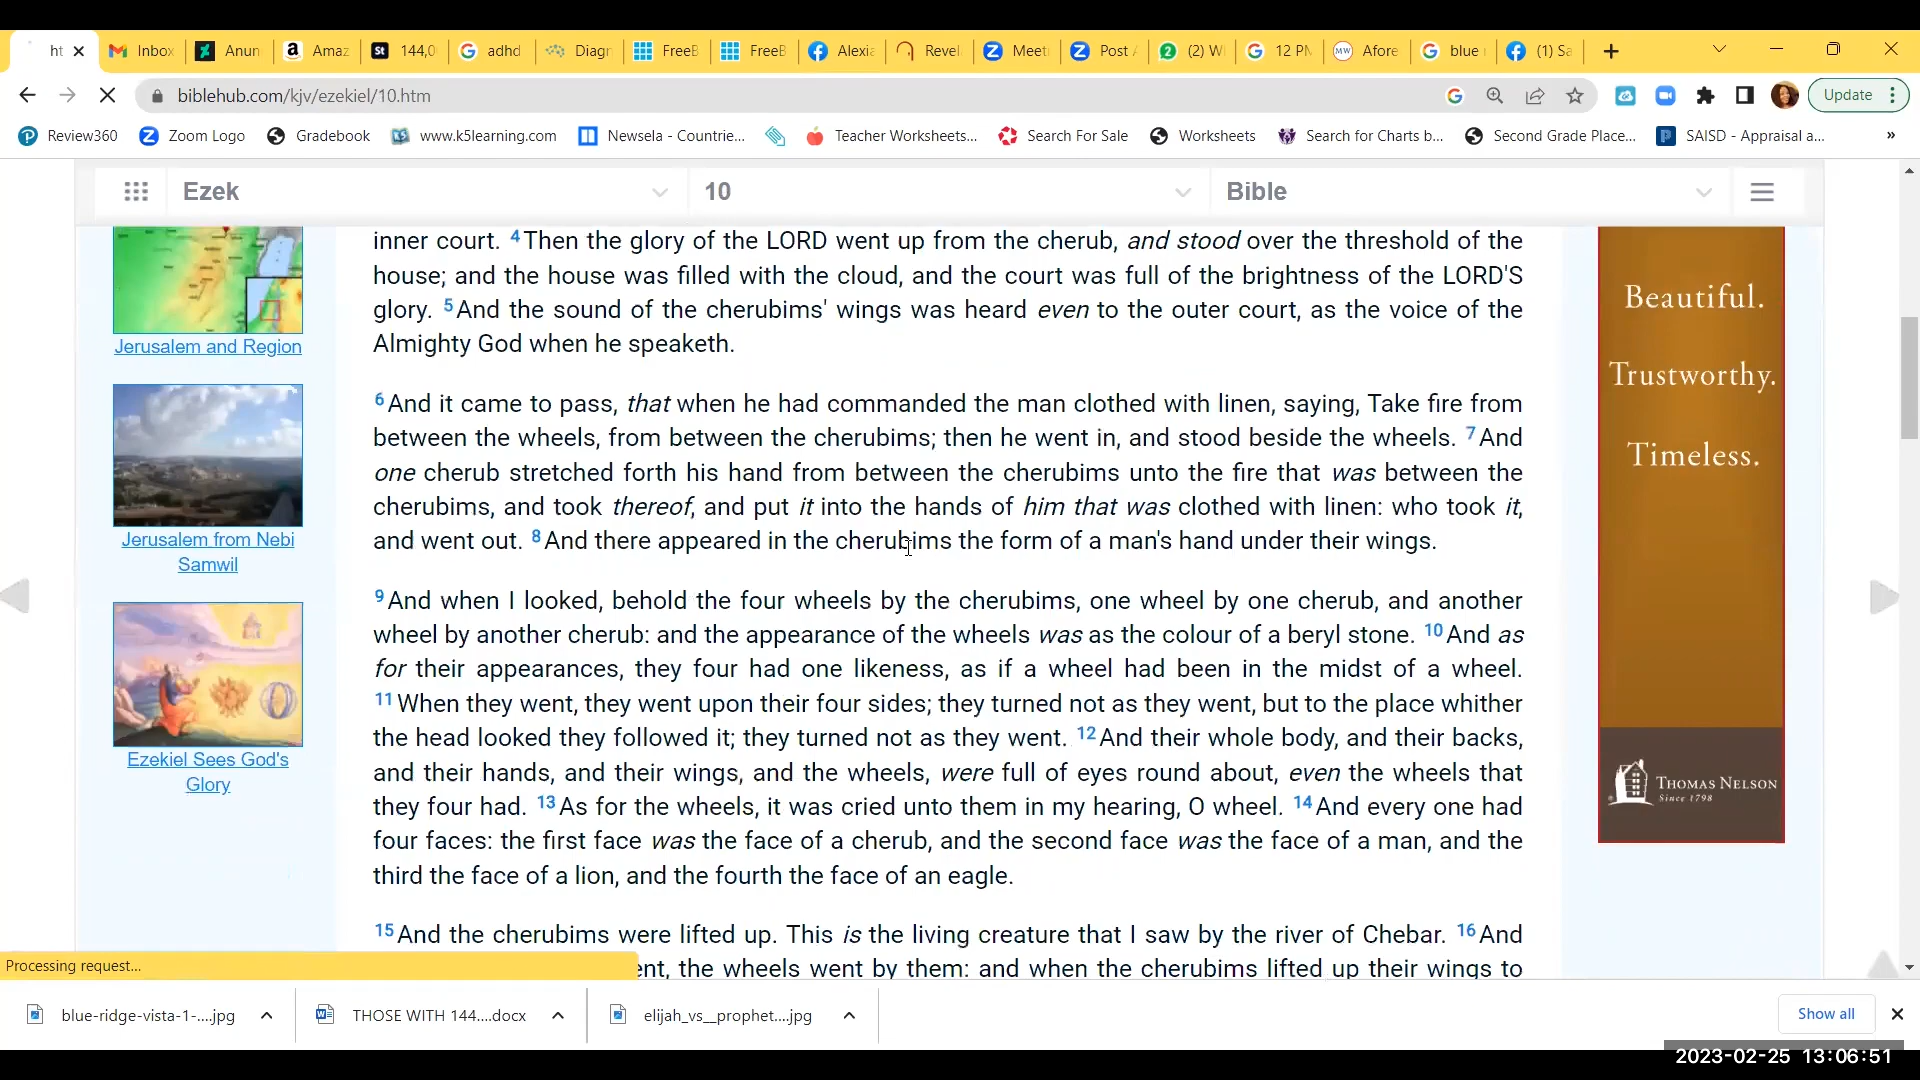 ht
Inbox
Anun
Amaz
144,0
adhd
Diagn
FreeB
FreeB
Alexia
Revel
Meet
Post A
(2) W
12 PM
Afore
blue
(1) Sa
biblehub.com/kjv/ezekiel/10.htm
Update
Review360
Zoom Logo
Gradebook
www.k5learning.com
Newsela - Countrie...
Teacher Worksheets...
Search For Sale
Worksheets
Search for Charts b...
Second Grade Place...
SAISD - Appraisal a...
»
Ezek
10
Bible
inner court. 4Then the glory of the LORD went up from the cherub, and stood over the threshold of the
house; and the house was filled with the cloud, and the court was full of the brightness of the LORD'S
glory. 5And the sound of the cherubims' wings was heard even to the outer court, as the voice of the
Almighty God when he speaketh.
6And it came to pass, that when he had commanded the man clothed with linen, saying, Take fire from
between the wheels, from between the cherubims; then he went in, and stood beside the wheels. 7And
one cherub stretched forth his hand from between the cherubims unto the fire that was between the
cherubims, and took thereof, and put it into the hands of him that was clothed with linen: who took it,
and went out. 8And there appeared in the cherubims the form of a man's hand under their wings.
9And when I looked, behold the four wheels by the cherubims, one wheel by one cherub, and another
wheel by another cherub: and the appearance of the wheels was as the colour of a beryl stone. 10And as
for their appearances, they four had one likeness, as if a wheel had been in the midst of a wheel.
11When they went, they went upon their four sides; they turned not as they went, but to the place whither
the head looked they followed it; they turned not as they went. 12And their whole body, and their backs,
and their hands, and their wings, and the wheels, were full of eyes round about, even the wheels that
they four had. 13As for the wheels, it was cried unto them in my hearing, O wheel. 14And every one had
four faces: the first face was the face of a cherub, and the second face was the face of a man, and the
third the face of a lion, and the fourth the face of an eagle.
15And the cherubims were lifted up. This is the living creature that I saw by the river of Chebar. 16And
ent, the wheels went by them: and when the cherubims lifted up their wings to
Jerusalem and Region
Jerusalem from Nebi
Samwil
Ezekiel Sees God's
Glory
Beautiful.
Trustworthy.
Timeless.
THOMAS NELSON
Since 1798
Processing request...
blue-ridge-vista-1-....jpg
THOSE WITH 144....docx
elijah_vs__prophet....jpg
Show all
2023-02-25 13:06:51